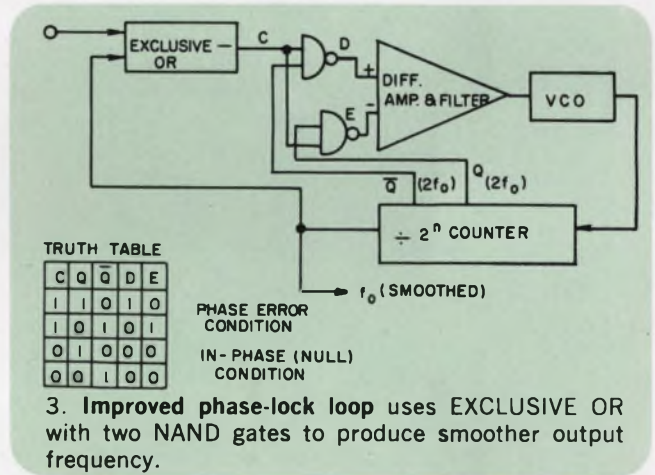 EXCLUSIVE —
OR
C
D
E
+
-
DIFF.
AMP. & FILTER
VCO
Q̅ (2f₀)
Q
(2f₀)
÷ 2ⁿ COUNTER
f₀ (SMOOTHED)
TRUTH TABLE
C Q Q̅ D E
1 1 0 1 0
1 0 1 0 1
0 1 0 0 0
0 0 1 0 0
PHASE ERROR
CONDITION
IN-PHASE (NULL)
CONDITION
3. Improved phase-lock loop uses EXCLUSIVE OR
with two NAND gates to produce smoother output
frequency.